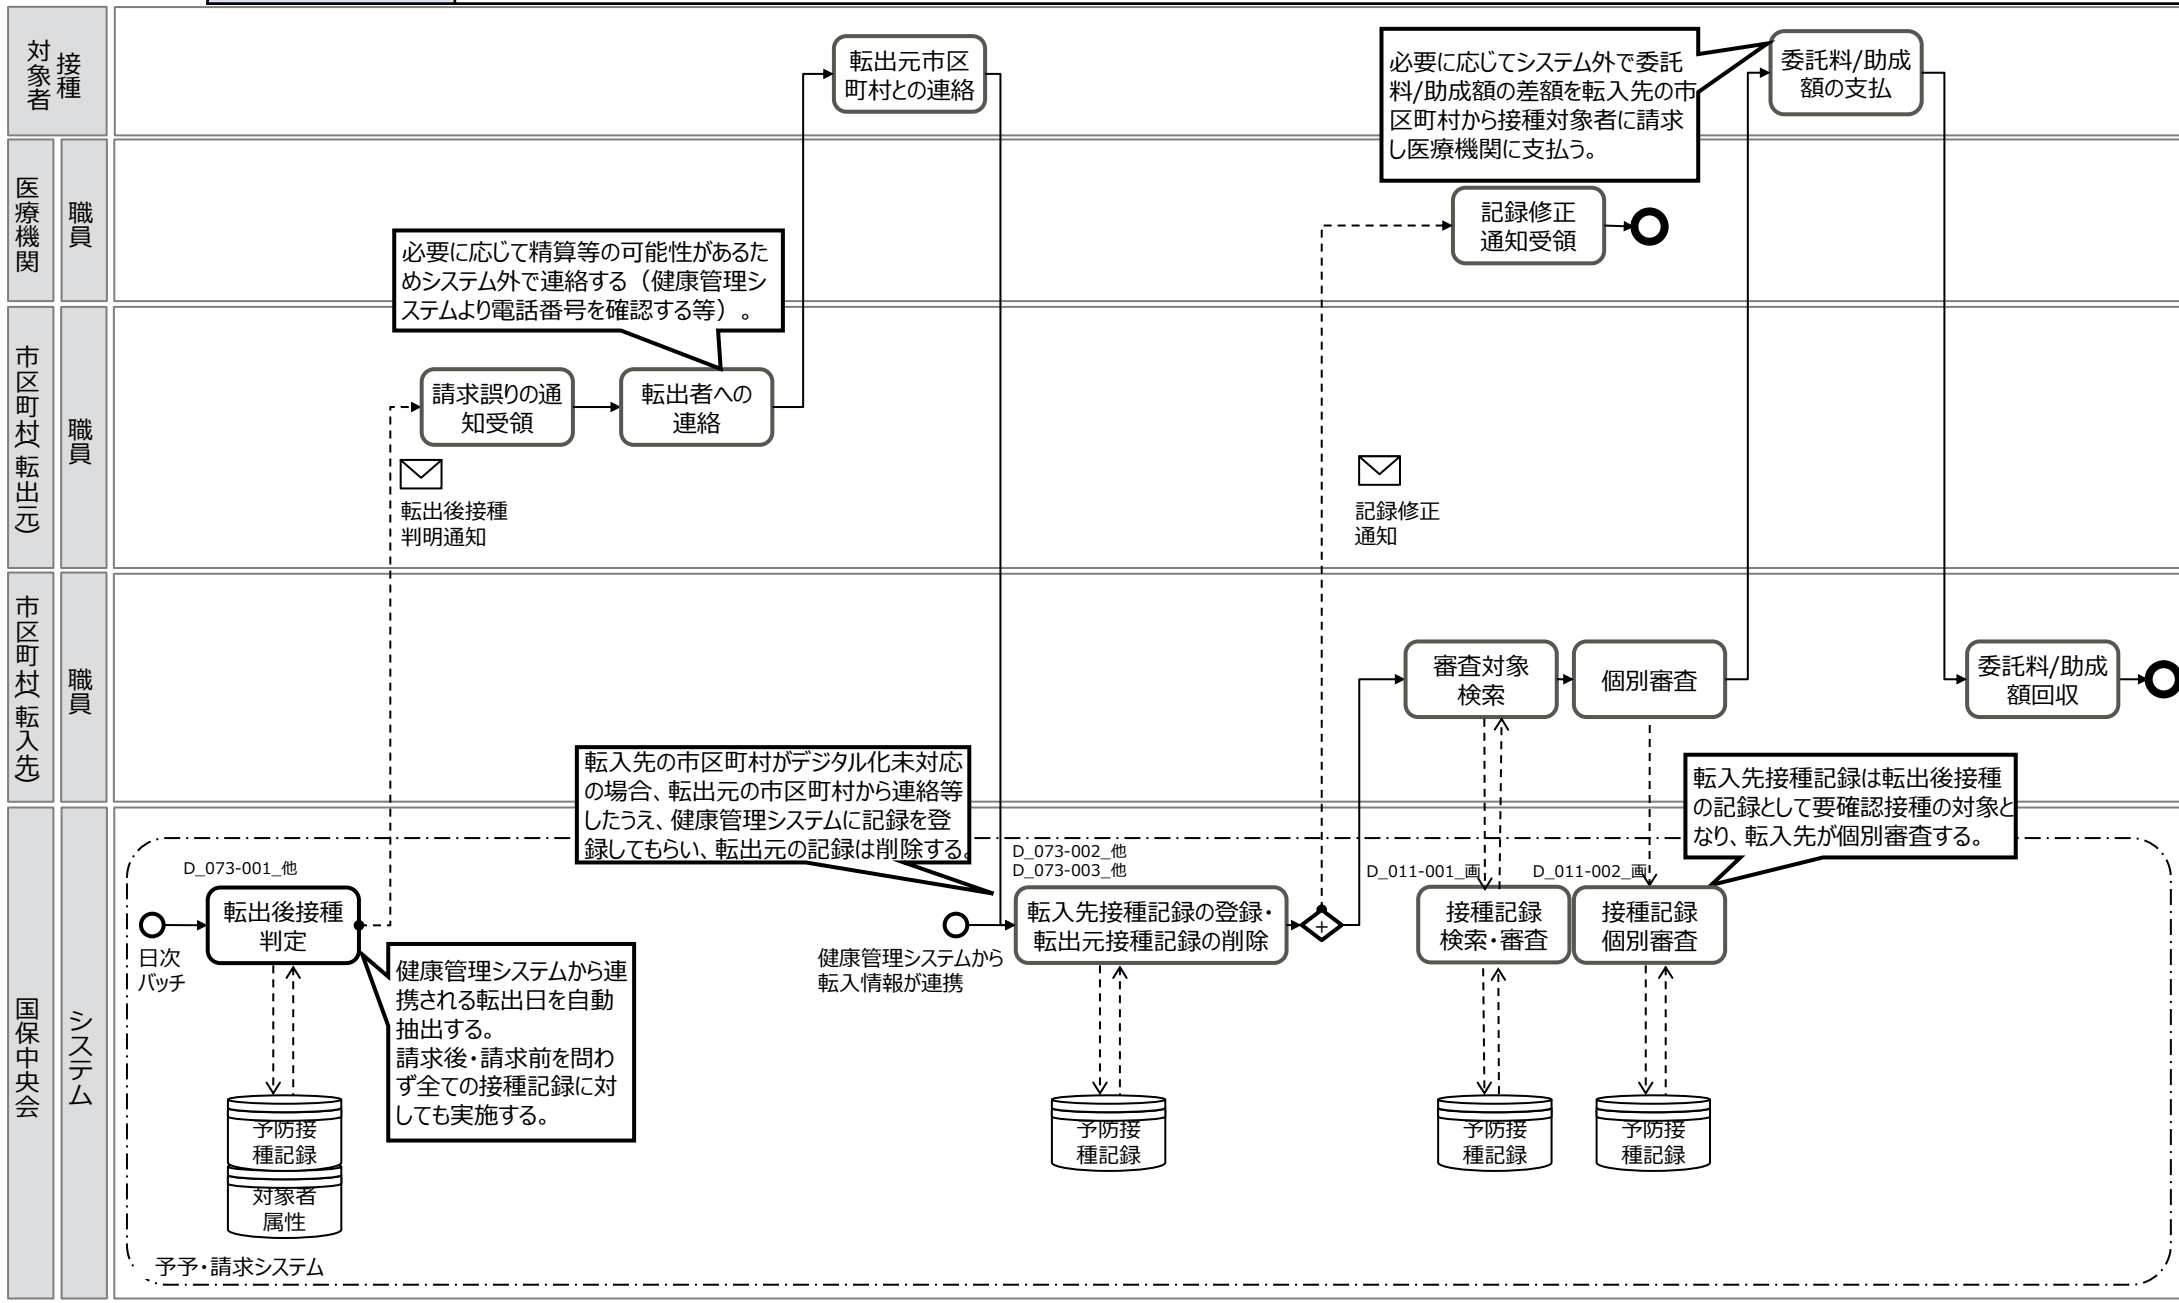 接種
対象者
転出元市区
町村との連絡
必要に応じてシステム外で委託
料/助成額の差額を転入先の市
区町村から接種対象者に請求
し医療機関に支払う。
委託料/助成
額の支払
医療機関
職員
記録修正
通知受領
必要に応じて精算等の可能性があるた
めシステム外で連絡する（健康管理シ
ステムより電話番号を確認する等）。
市区町村（転出元）
職員
請求誤りの通
知受領
転出者への
連絡
転出後接種
判明通知
記録修正
通知
市区町村（転入先）
職員
審査対象
検索
個別審査
委託料/助成
額回収
転入先の市区町村がデジタル化未対応
の場合、転出元の市区町村から連絡等
したうえ、健康管理システムに記録を登
録してもらい、転出元の記録は削除する。
転入先接種記録は転出後接種
の記録として要確認接種の対象と
なり、転入先が個別審査する。
国保中央会
システム
D_073-001_他
転出後接種
判定
日次
バッチ
健康管理システムから連
携される転出日を自動
抽出する。
請求後・請求前を問わ
ず全ての接種記録に対
しても実施する。
予防接
種記録
対象者
属性
健康管理システムから
転入情報が連携
D_073-002_他
D_073-003_他
転入先接種記録の登録・
転出元接種記録の削除
+
予防接
種記録
D_011-001_画
接種記録
検索・審査
予防接
種記録
D_011-002_画
接種記録
個別審査
予防接
種記録
予予・請求システム